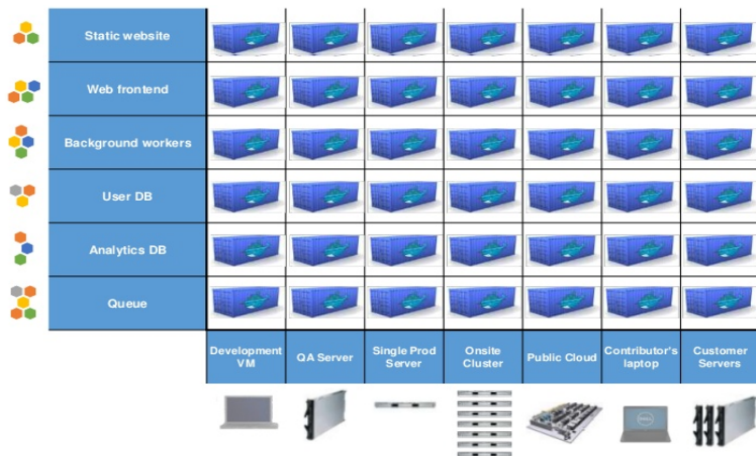 Static website
Web frontend
Background workers
User DB
Analytics DB
Queue
Development
VM
QA Server
Single Prod
Server
Onsite
Cluster
Public Cloud
Contributor's
laptop
Customer
Servers
DELL